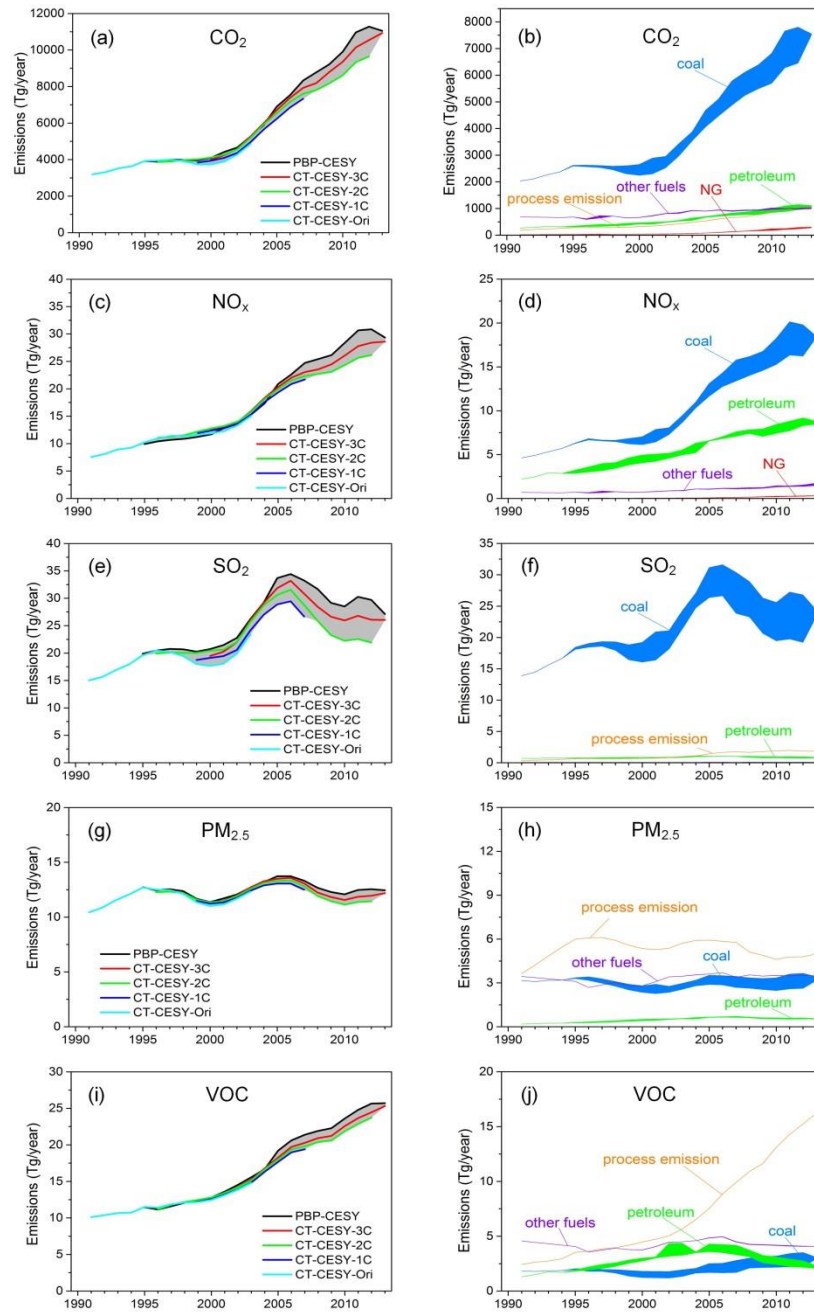 (a) CO₂
Emissions (Tg/year)
12000
10000
8000
6000
4000
2000
0
PBP-CESY
CT-CESY-3C
CT-CESY-2C
CT-CESY-1C
CT-CESY-Ori
1990 1995 2000 2005 2010
(b) CO₂
Emissions (Tg/year)
8000
7000
6000
5000
4000
3000
2000
1000
0
coal
petroleum
other fuels
NG
process emission
1990 1995 2000 2005 2010
(c) NOₓ
Emissions (Tg/year)
40
35
30
25
20
15
10
5
0
PBP-CESY
CT-CESY-3C
CT-CESY-2C
CT-CESY-1C
CT-CESY-Ori
1990 1995 2000 2005 2010
(d) NOₓ
Emissions (Tg/year)
25
20
15
10
5
0
coal
petroleum
other fuels
NG
1990 1995 2000 2005 2010
(e) SO₂
Emissions (Tg/year)
40
35
30
25
20
15
10
5
0
PBP-CESY
CT-CESY-3C
CT-CESY-2C
CT-CESY-1C
CT-CESY-Ori
1990 1995 2000 2005 2010
(f) SO₂
Emissions (Tg/year)
35
30
25
20
15
10
5
0
coal
process emission
petroleum
1990 1995 2000 2005 2010
(g) PM₂.₅
Emissions (Tg/year)
20
15
10
5
0
PBP-CESY
CT-CESY-3C
CT-CESY-2C
CT-CESY-1C
CT-CESY-Ori
1990 1995 2000 2005 2010
(h) PM₂.₅
Emissions (Tg/year)
15
12
9
6
3
0
process emission
other fuels
coal
petroleum
1990 1995 2000 2005 2010
(i) VOC
Emissions (Tg/year)
30
25
20
15
10
5
0
PBP-CESY
CT-CESY-3C
CT-CESY-2C
CT-CESY-1C
CT-CESY-Ori
1990 1995 2000 2005 2010
(j) VOC
Emissions (Tg/year)
20
15
10
5
0
process emission
petroleum
other fuels
coal
1990 1995 2000 2005 2010